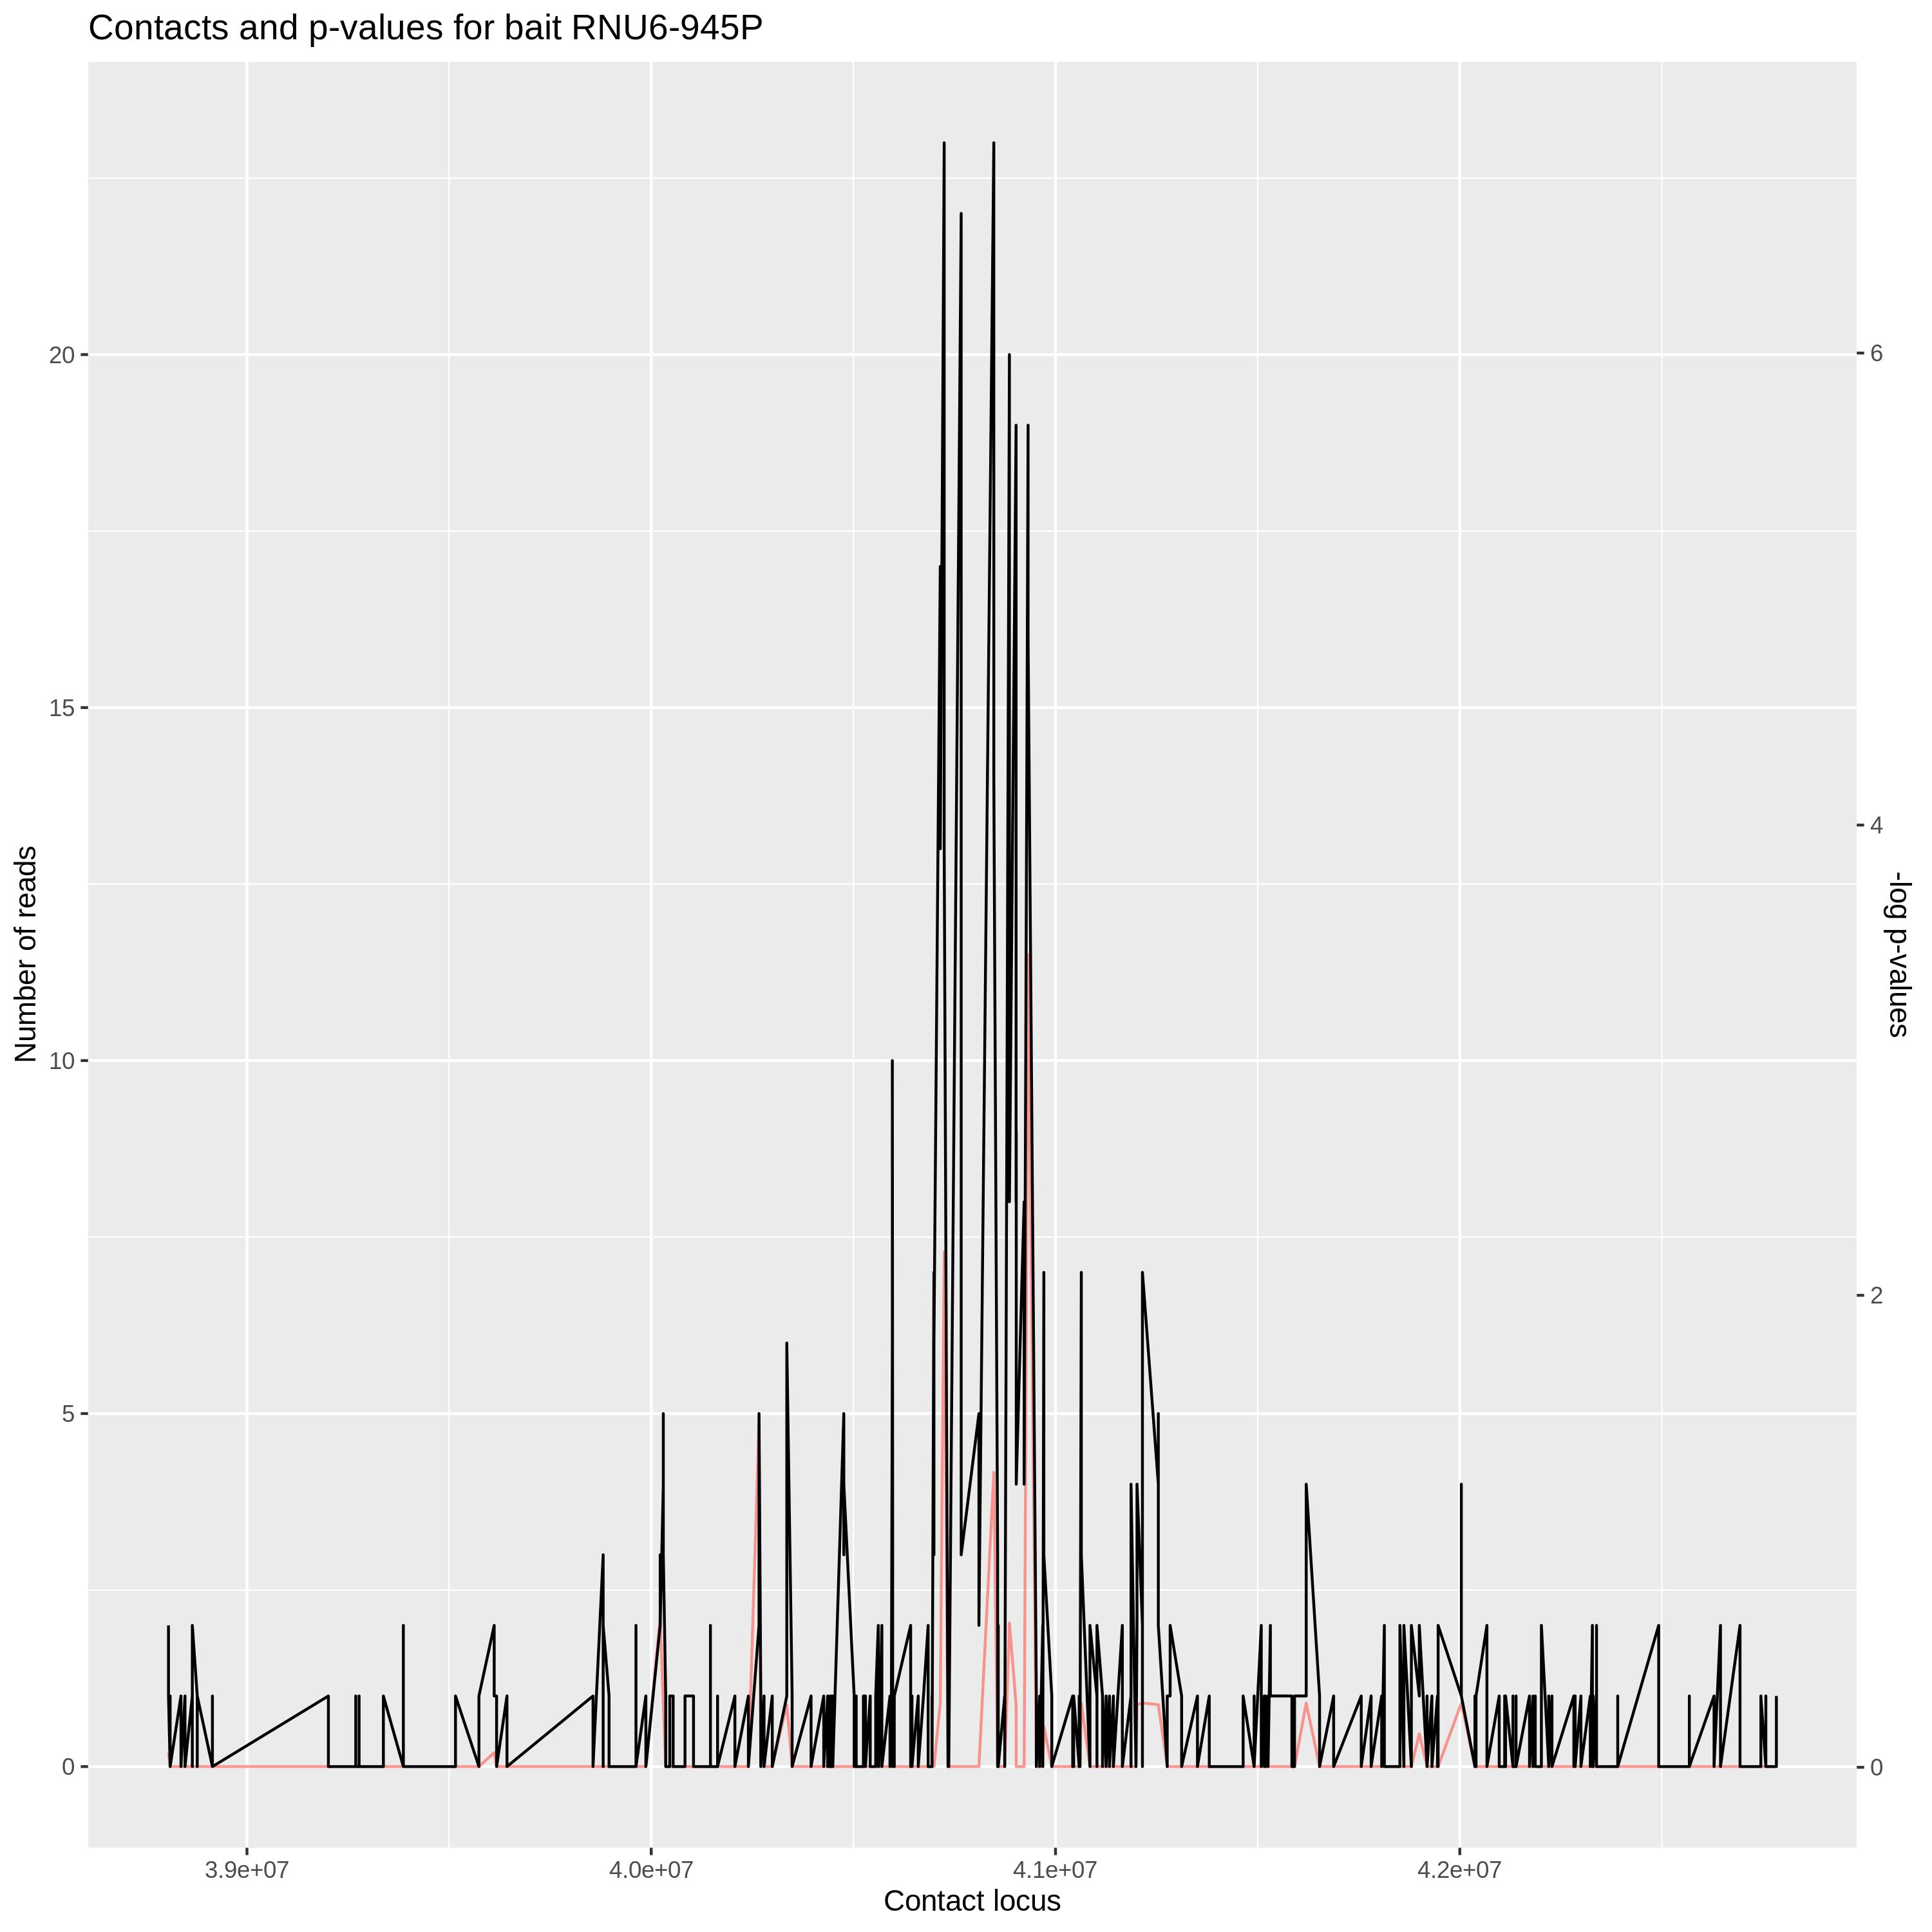 Contacts and p-values for bait RNU6-945P
20
15
10
5
0
Number of reads
6
4
2
0
-log p-values
3.9e+07 4.0e+07 4.1e+07 4.2e+07
Contact locus